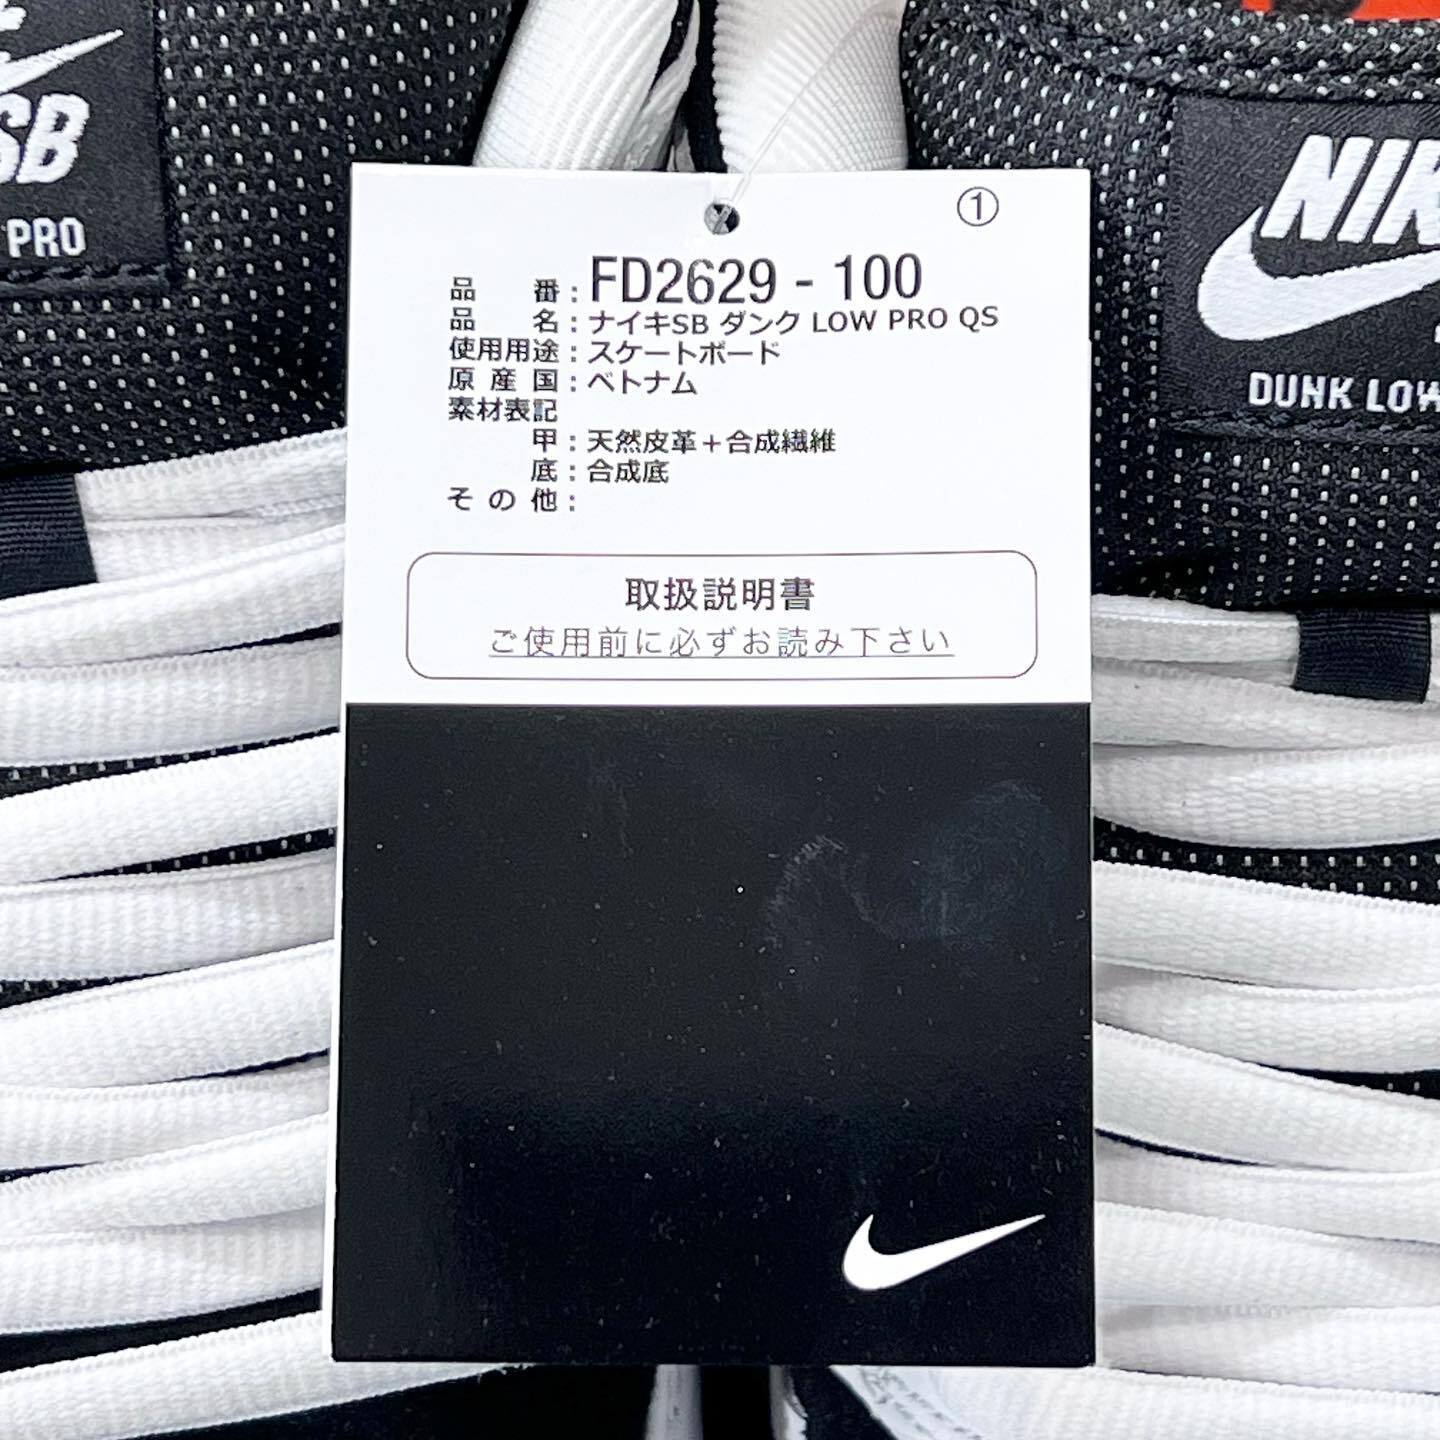 SB
PRO
①
品　番：FD2629 - 100
品　名：ナイキSB ダンク LOW PRO QS
使用用途：スケートボード
原産国：ベトナム
素材表記
甲：天然皮革＋合成繊維
底：合成底
その他：
取扱説明書
ご使用前に必ずお読み下さい
DUNK LOW